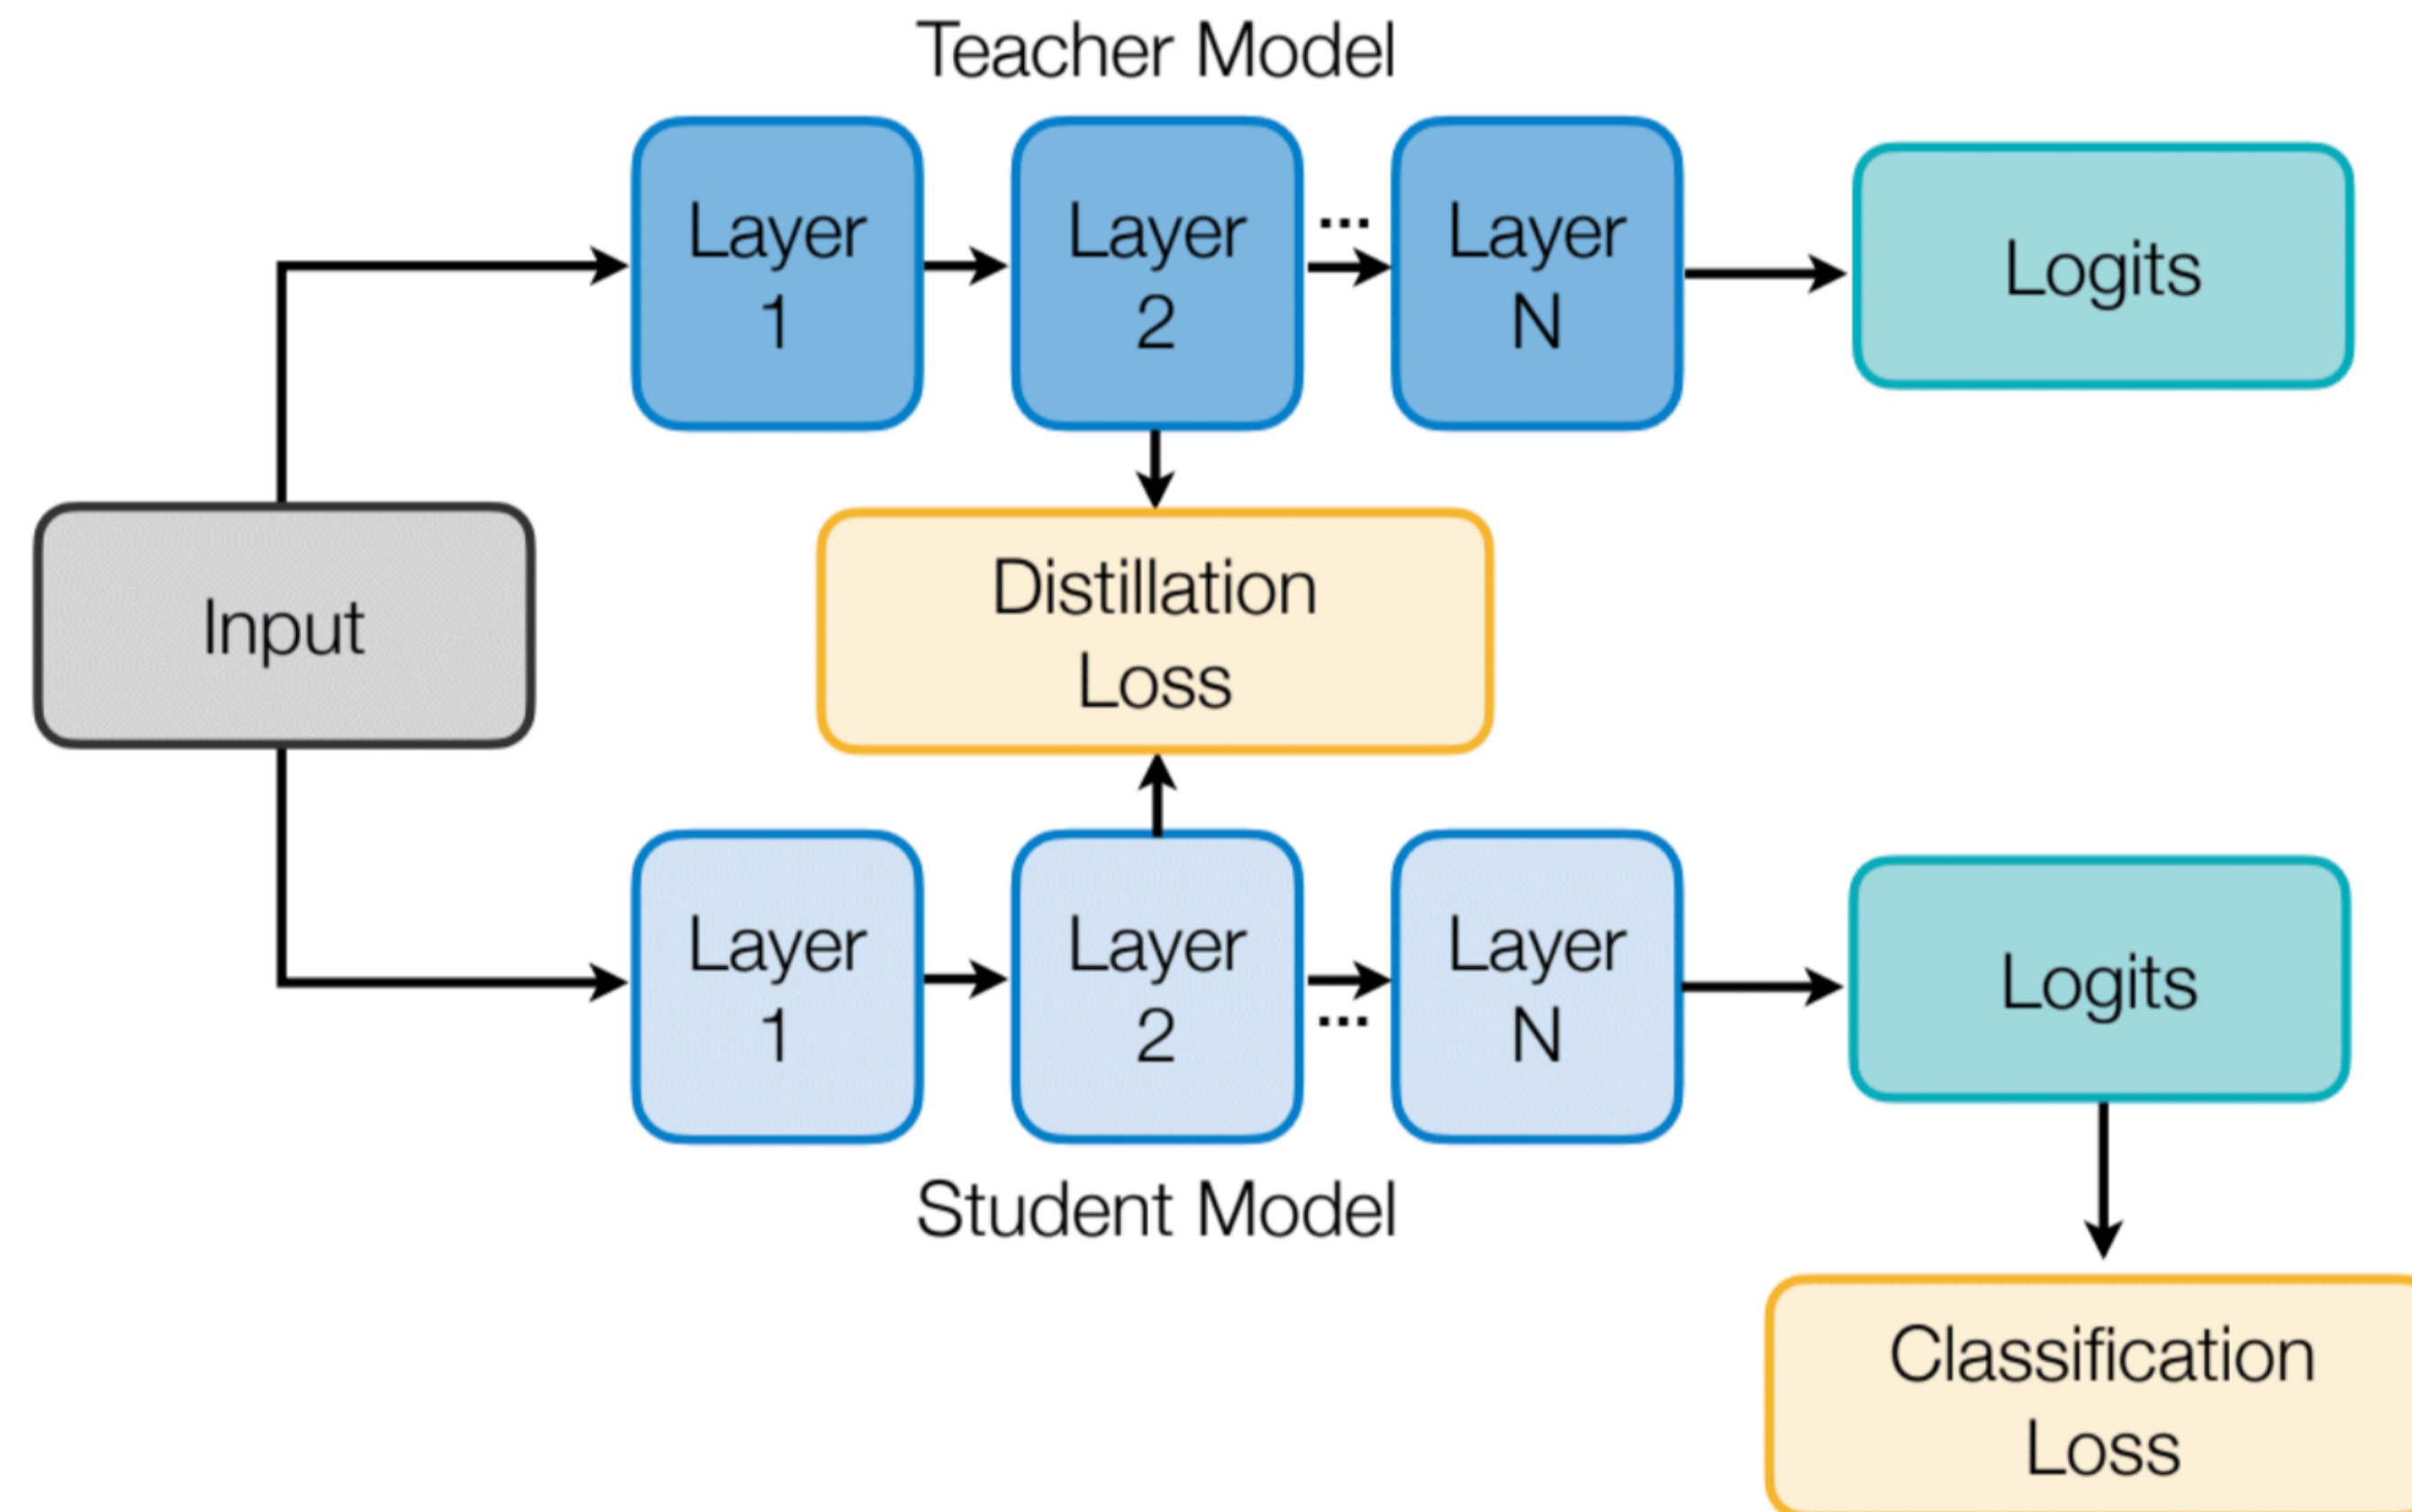 Teacher Model
Layer
1
Layer
2
...
Layer
N
Logits
Input
Distillation
Loss
Layer
1
Layer
2
...
Layer
N
Logits
Student Model
Classification
Loss